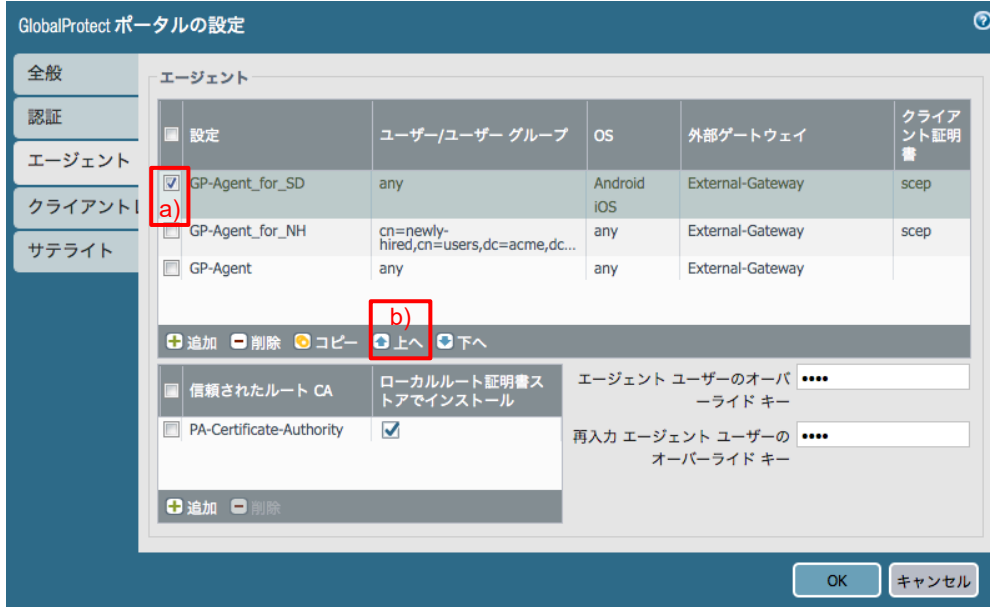 GlobalProtect ポータルの設定
全般
認証
エージェント
クライアント
サテライト
エージェント
設定
ユーザー/ユーザー グループ
OS
外部ゲートウェイ
クライア
ント証明
書
GP-Agent_for_SD
any
Android
iOS
External-Gateway
scep
a)
GP-Agent_for_NH
cn=newly-
hired,cn=users,dc=acme,dc...
any
External-Gateway
scep
GP-Agent
any
any
External-Gateway
b)
追加 削除 コピー 上へ 下へ
信頼されたルート CA
ローカルルート証明書ス
トアでインストール
PA-Certificate-Authority
追加 削除
エージェント ユーザーのオーバ
ーライド キー
••••
再入力 エージェント ユーザーの
オーバーライド キー
••••
OK
キャンセル